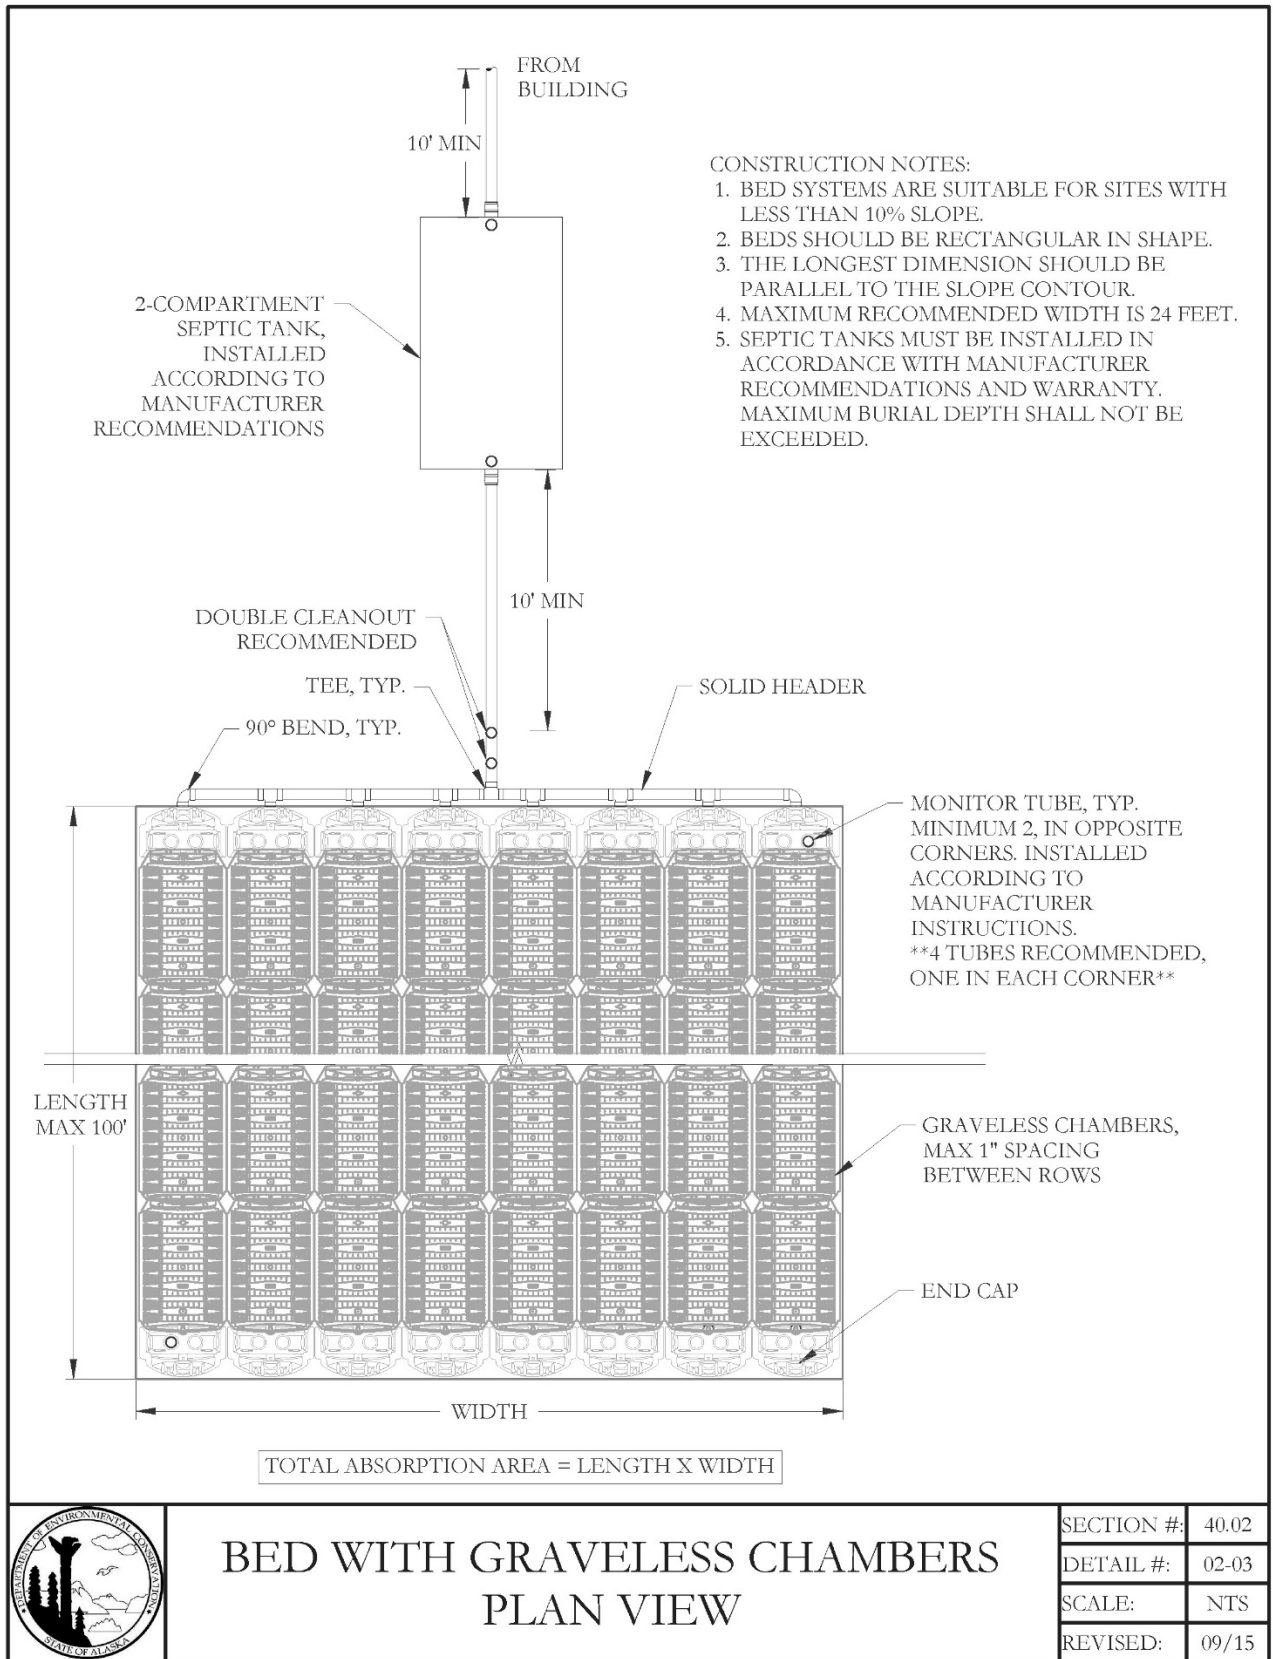 FROM
BUILDING
10' MIN
CONSTRUCTION NOTES:
1. BED SYSTEMS ARE SUITABLE FOR SITES WITH
LESS THAN 10% SLOPE.
2. BEDS SHOULD BE RECTANGULAR IN SHAPE.
3. THE LONGEST DIMENSION SHOULD BE
PARALLEL TO THE SLOPE CONTOUR.
4. MAXIMUM RECOMMENDED WIDTH IS 24 FEET.
5. SEPTIC TANKS MUST BE INSTALLED IN
ACCORDANCE WITH MANUFACTURER
RECOMMENDATIONS AND WARRANTY.
MAXIMUM BURIAL DEPTH SHALL NOT BE
EXCEEDED.
2-COMPARTMENT
SEPTIC TANK,
INSTALLED
ACCORDING TO
MANUFACTURER
RECOMMENDATIONS
10' MIN
DOUBLE CLEANOUT
RECOMMENDED
TEE, TYP.
SOLID HEADER
90° BEND, TYP.
MONITOR TUBE, TYP.
MINIMUM 2, IN OPPOSITE
CORNERS. INSTALLED
ACCORDING TO
MANUFACTURER
INSTRUCTIONS.
**4 TUBES RECOMMENDED,
ONE IN EACH CORNER**
LENGTH
MAX 100'
GRAVELESS CHAMBERS,
MAX 1" SPACING
BETWEEN ROWS
END CAP
WIDTH
TOTAL ABSORPTION AREA = LENGTH X WIDTH
DEPARTMENT OF ENVIRONMENTAL CONSERVATION
STATE OF ALASKA
BED WITH GRAVELESS CHAMBERS
PLAN VIEW
SECTION #: 40.02
DETAIL #: 02-03
SCALE: NTS
REVISED: 09/15